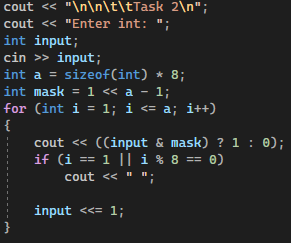 cout << "\n\n\t\tTask 2\n";
cout << "Enter int: ";
int input;
cin >> input;
int a = sizeof(int) * 8;
int mask = 1 << a - 1;
for (int i = 1; i <= a; i++)
{
cout << ((input & mask) ? 1 : 0);
if (i == 1 || i % 8 == 0)
cout << " ";
input <<= 1;
}